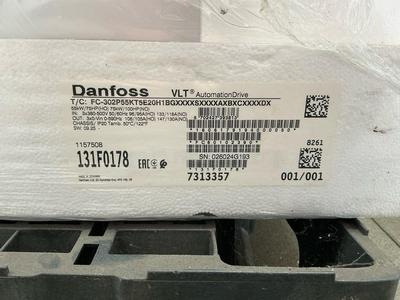 Danfoss VLT® AutomationDrive
T/C: FC-302P55KT5E20H1BGXXXXSXXXXAXBXCXXXXDX
55kW/75HP(HO) 75kW/100HP(NO)
IN: 3x380-500V 50/60Hz 96/95A(HO) 133/118A(NO)
OUT: 3x0-Vin 0-590Hz 106/105A(HO) 147/130A(NO)
CHASSIS/ IP20 Tamb. 50°C/122°F
SW: 09.25
1157508
131F0178
EAC
S/N: 026024G193
8261
7313357
001/001